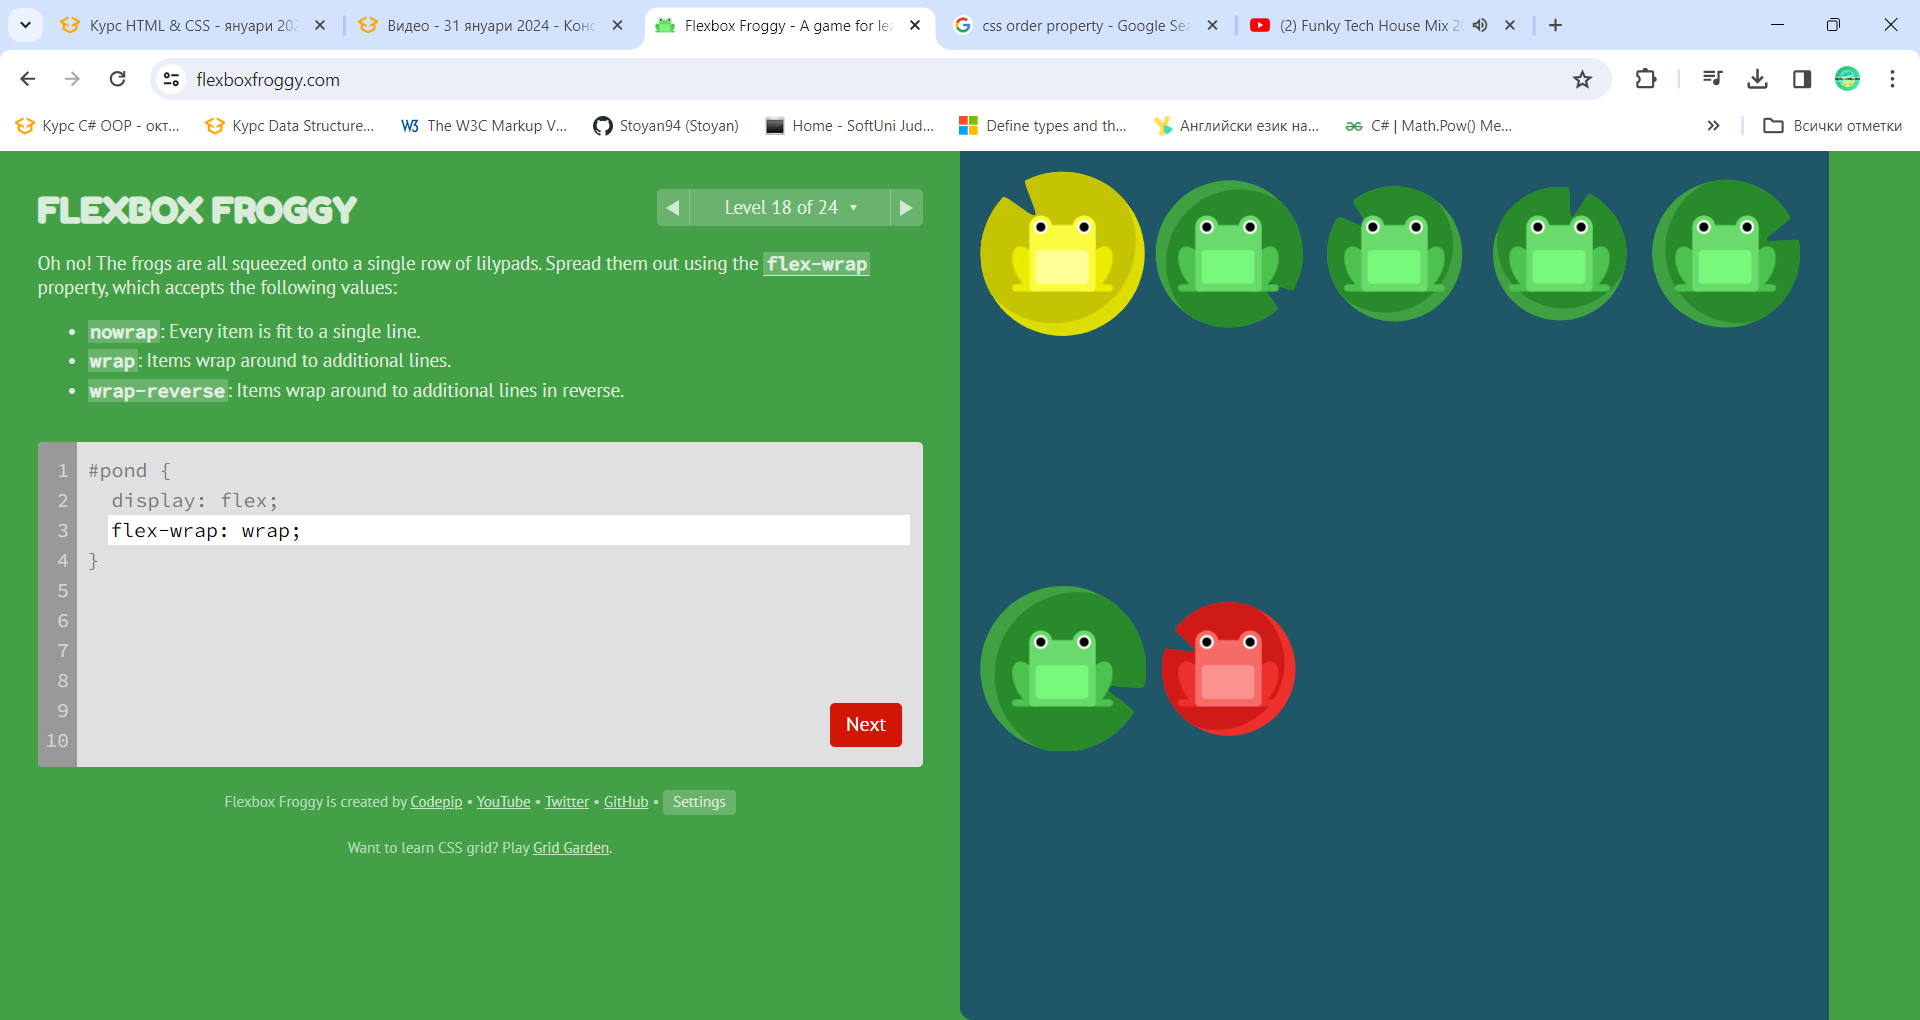 Курс HTML & CSS - януари 202
Видео - 31 януари 2024 - Конс
Flexbox Froggy - A game for lea
css order property - Google Sea
(2) Funky Tech House Mix 20
flexboxfroggy.com
Курс C# OOP - окт...
Курс Data Structure...
W3 The W3C Markup V...
Stoyan94 (Stoyan)
Home - SoftUni Jud...
Define types and th...
Английски език на...
C# | Math.Pow() Me...
Всички отметки
FLEXBOX FROGGY
Level 18 of 24
Oh no! The frogs are all squeezed onto a single row of lilypads. Spread them out using the flex-wrap
property, which accepts the following values:
• nowrap: Every item is fit to a single line.
• wrap: Items wrap around to additional lines.
• wrap-reverse: Items wrap around to additional lines in reverse.
1 #pond {
2 display: flex;
3 flex-wrap: wrap;
4 }
5
6
7
8
9
10
Next
Flexbox Froggy is created by Codepip • YouTube • Twitter • GitHub • Settings
Want to learn CSS grid? Play Grid Garden.